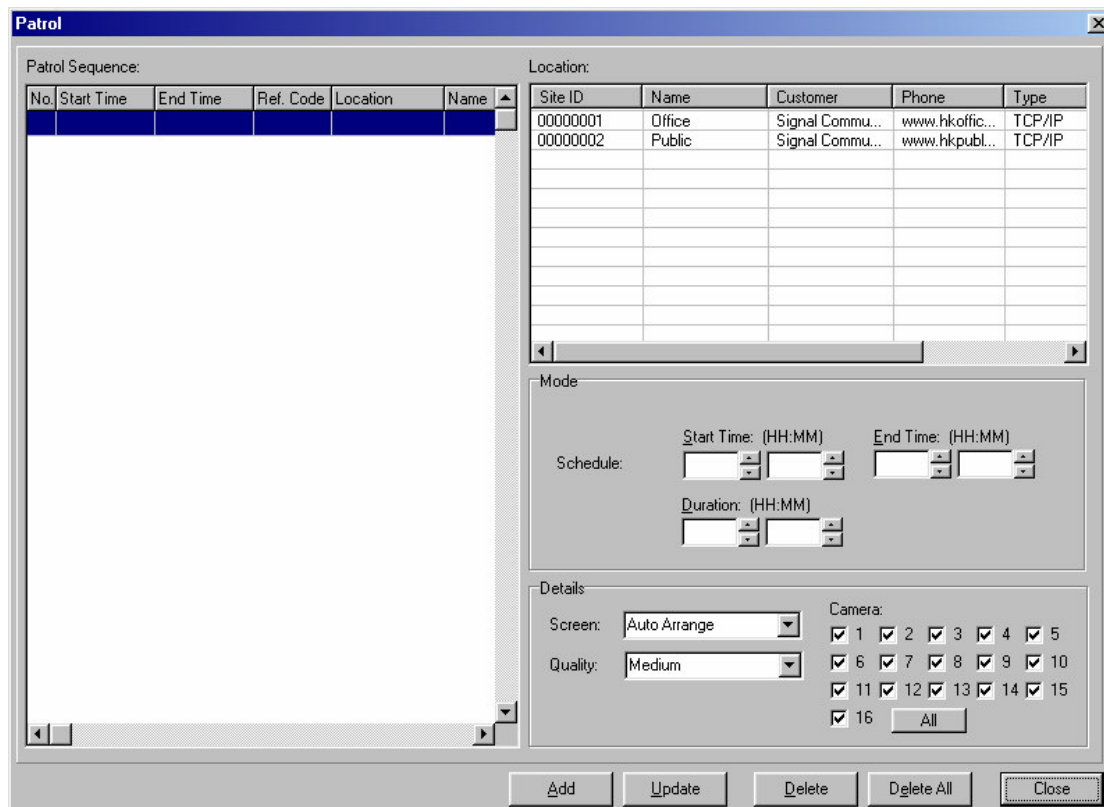 Patrol
Patrol Sequence:
No. Start Time End Time Ref. Code Location Name
Location:
Site ID Name Customer Phone Type
00000001 Office Signal Commu... www.hkoffic... TCP/IP
00000002 Public Signal Commu... www.hkpubl... TCP/IP
Mode
Start Time: (HH:MM) End Time: (HH:MM)
Schedule:
Duration: (HH:MM)
Details
Screen: Auto Arrange
Quality: Medium
Camera:
1 2 3 4 5
6 7 8 9 10
11 12 13 14 15
16 All
Add Update Delete Delete All Close